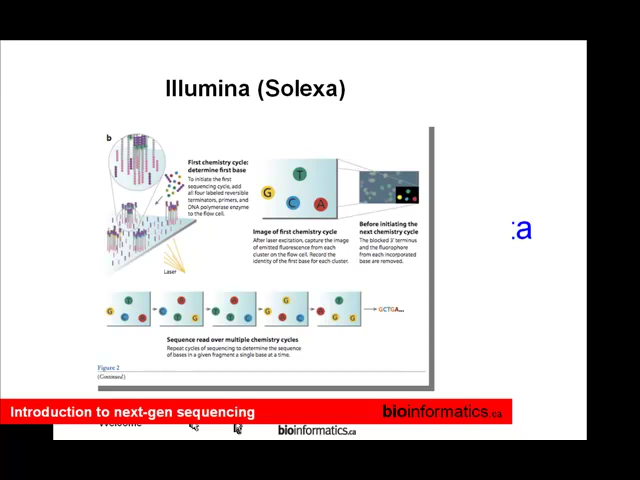 Illumina (Solexa)
b
First chemistry cycle:
determine first base
To initiate the first
sequencing cycle, add
all four labeled reversible
terminators, primers, and
DNA polymerase enzyme
to the flow cell.
Laser
T
G
C
A
Image of first chemistry cycle
After laser excitation, capture the image
of emitted fluorescence from each
cluster on the flow cell. Record the
identity of the first base for each cluster.
Before initiating the
next chemistry cycle
The blocked 3' terminus
and the fluorophore
from each incorporated
base are removed.
ta
GCTGA...
Sequence read over multiple chemistry cycles
Repeat cycles of sequencing to determine the sequence
of bases in a given fragment a single base at a time.
Figure 2
(Continued)
Introduction to next-gen sequencing
bioinformatics.ca
Welcome
bioinformatics.ca